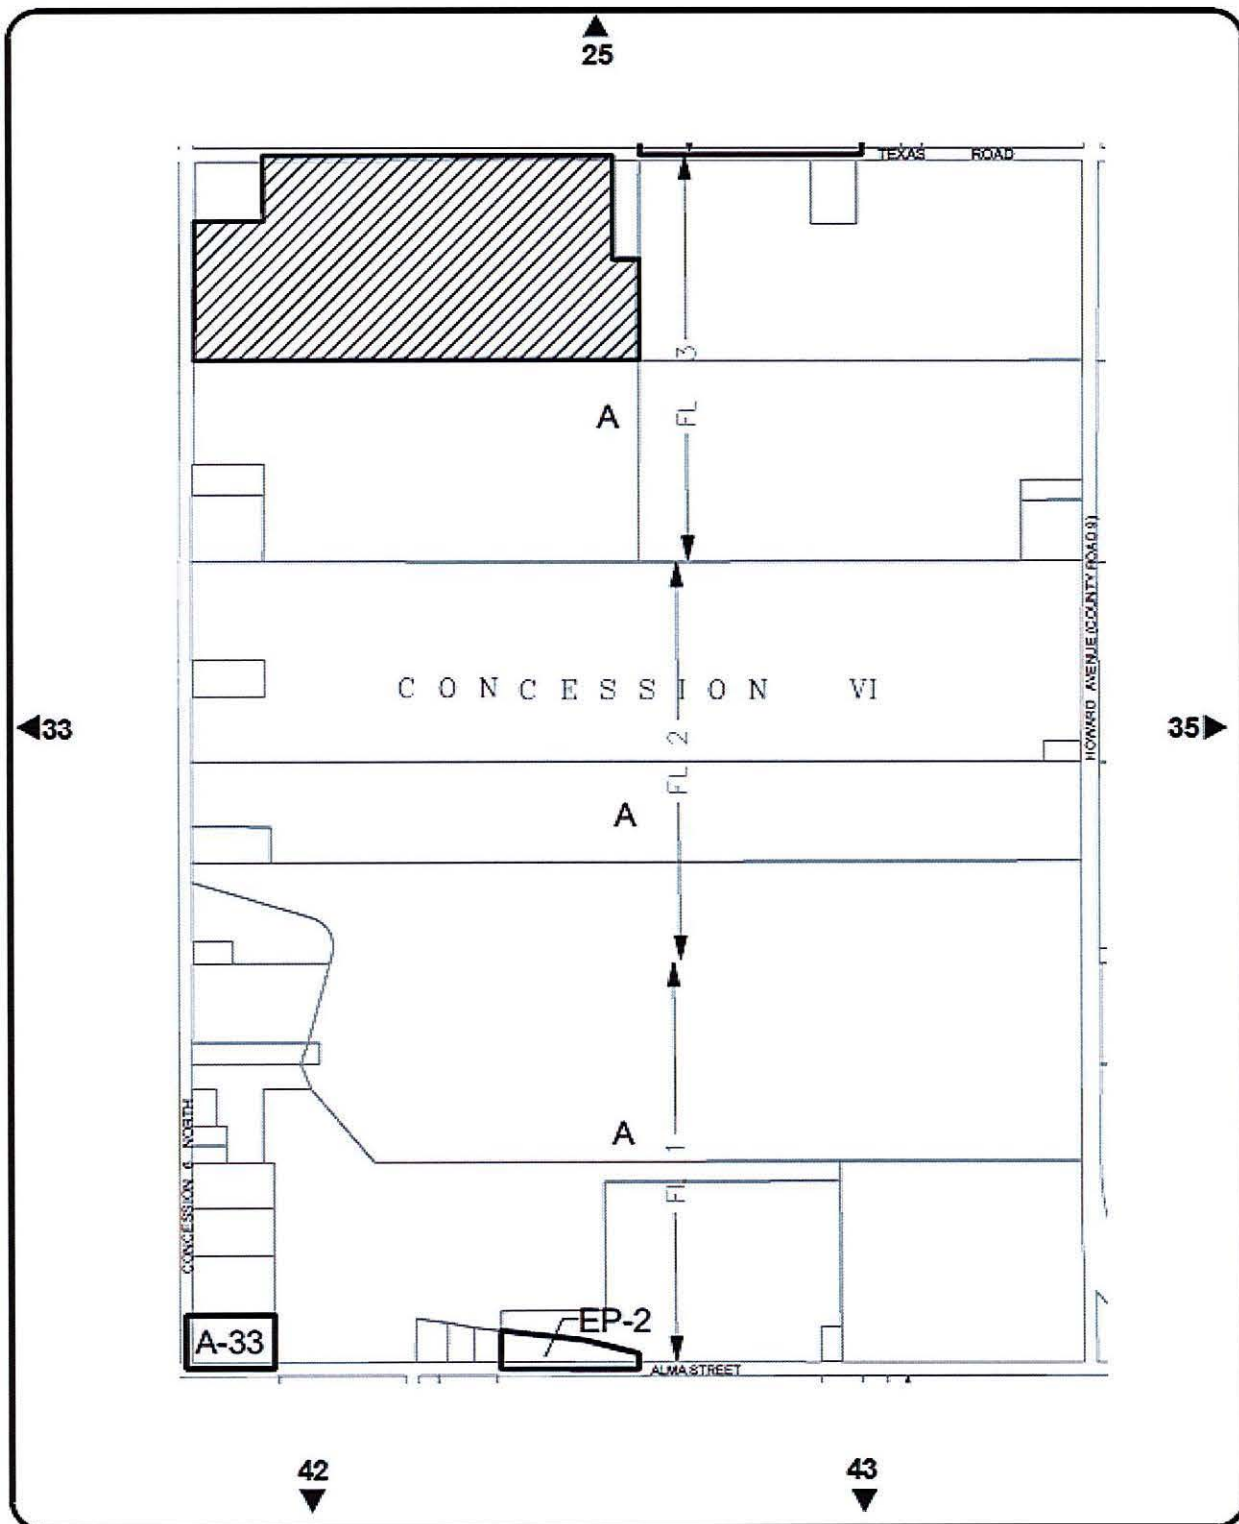 25
TEXAS ROAD
3
A
FL
HOWARD AVENUE (COUNTY ROAD 9)
CONCESSION VI
33
35
2
FL
A
A
1
FL
CONCESSION 6 NORTH
EP-2
A-33
ALMA STREET
42
43